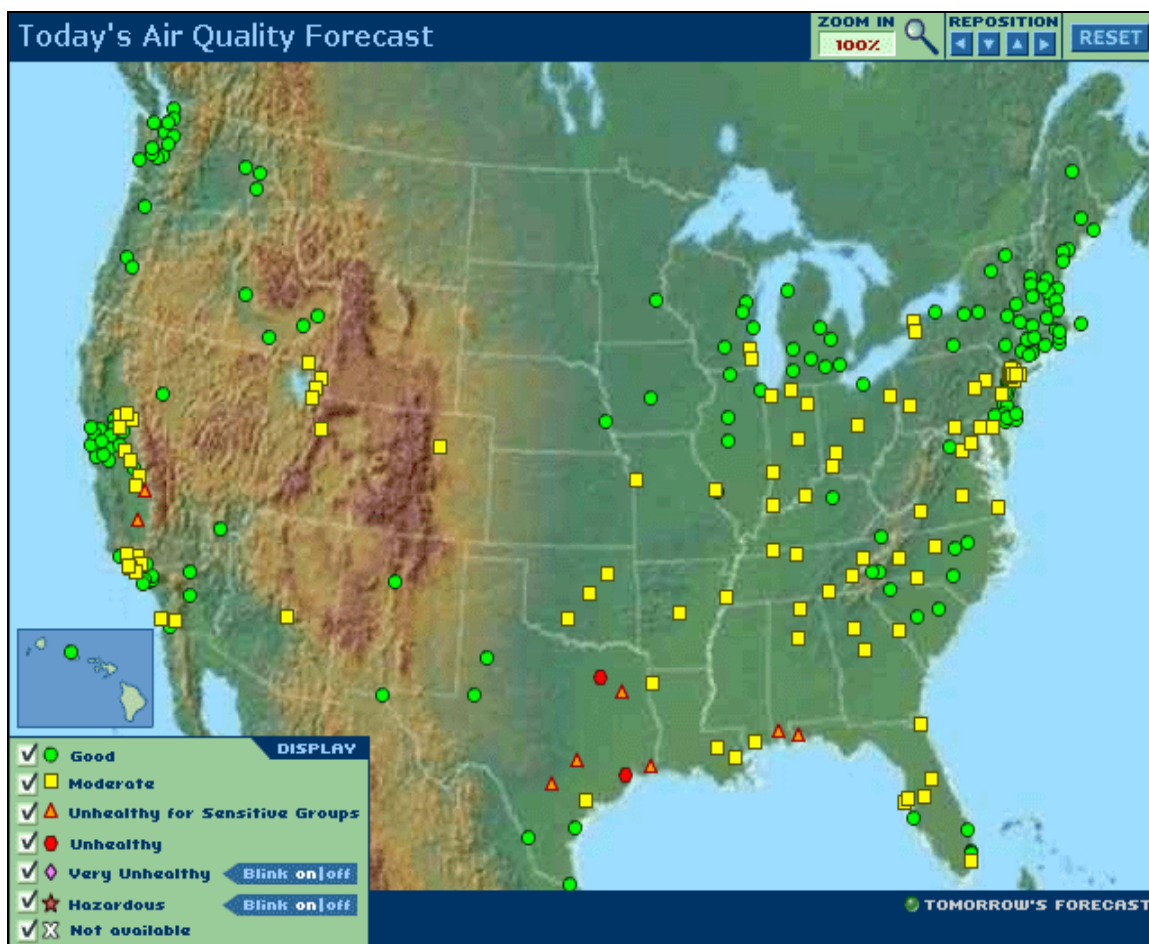 Today's Air Quality Forecast
ZOOM IN
100%
REPOSITION
RESET
DISPLAY
Good
Moderate
Unhealthy for Sensitive Groups
Unhealthy
Very Unhealthy
Blink on|off
Hazardous
Blink on|off
Not available
TOMORROW'S FORECAST